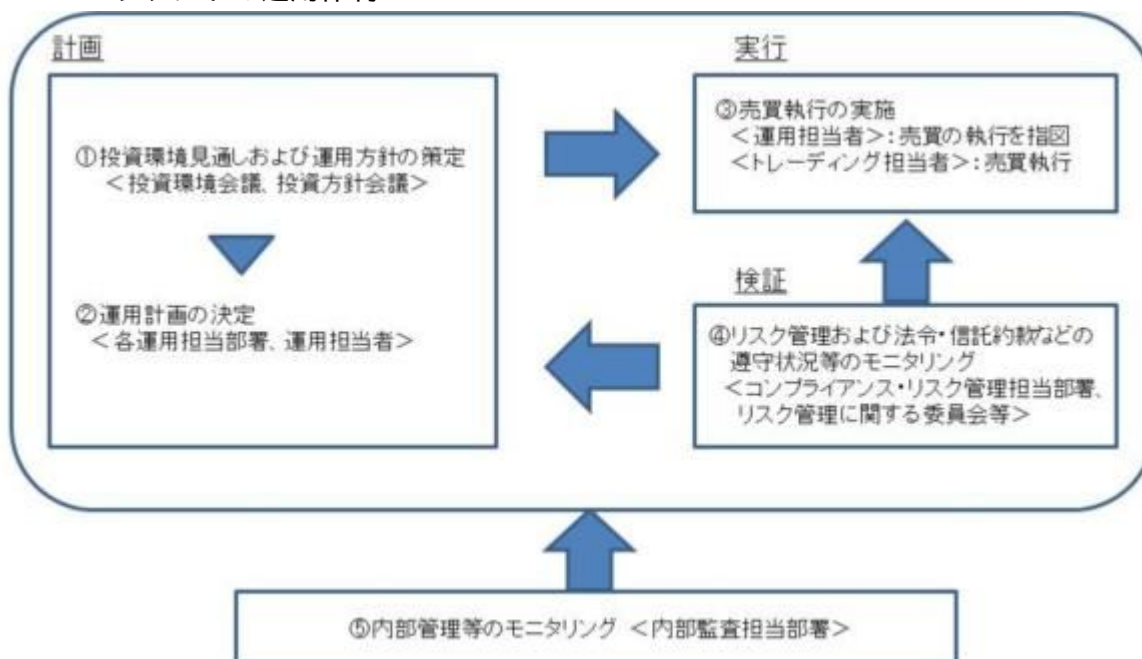 計画
①投資環境見通しおよび運用方針の策定
＜投資環境会議、投資方針会議＞
②運用計画の決定
＜各運用担当部署、運用担当者＞
実行
③売買執行の実施
＜運用担当者＞：売買の執行を指図
＜トレーディング担当者＞：売買執行
検証
④リスク管理および法令・信託約款などの
遵守状況等のモニタリング
＜コンプライアンス・リスク管理担当部署、
リスク管理に関する委員会等＞
⑤内部管理等のモニタリング ＜内部監査担当部署＞